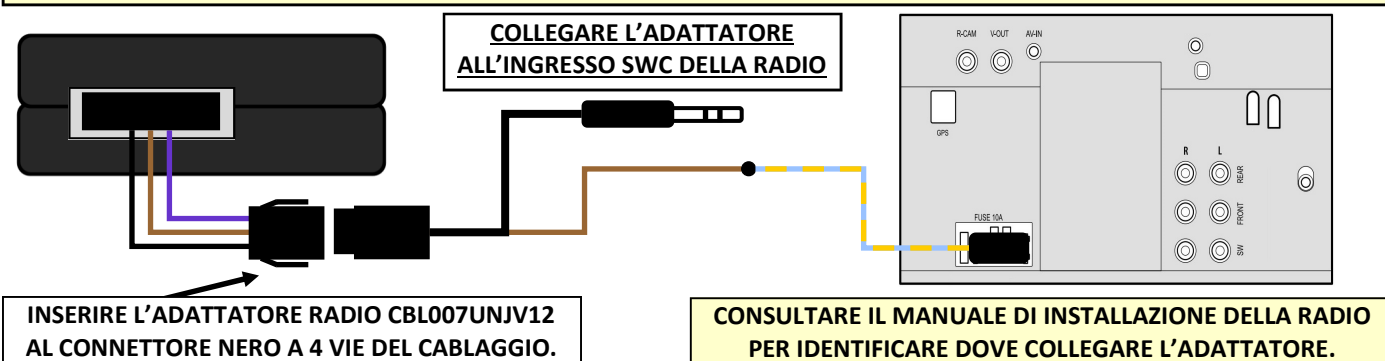 COLLEGARE L’ADATTATORE
ALL’INGRESSO SWC DELLA RADIO
R-CAM V-OUT AV-IN
GPS
R L
REAR
FRONT
SW
FUSE 10A
INSERIRE L’ADATTATORE RADIO CBL007UNJV12
AL CONNETTORE NERO A 4 VIE DEL CABLAGGIO.
CONSULTARE IL MANUALE DI INSTALLAZIONE DELLA RADIO
PER IDENTIFICARE DOVE COLLEGARE L’ADATTATORE.